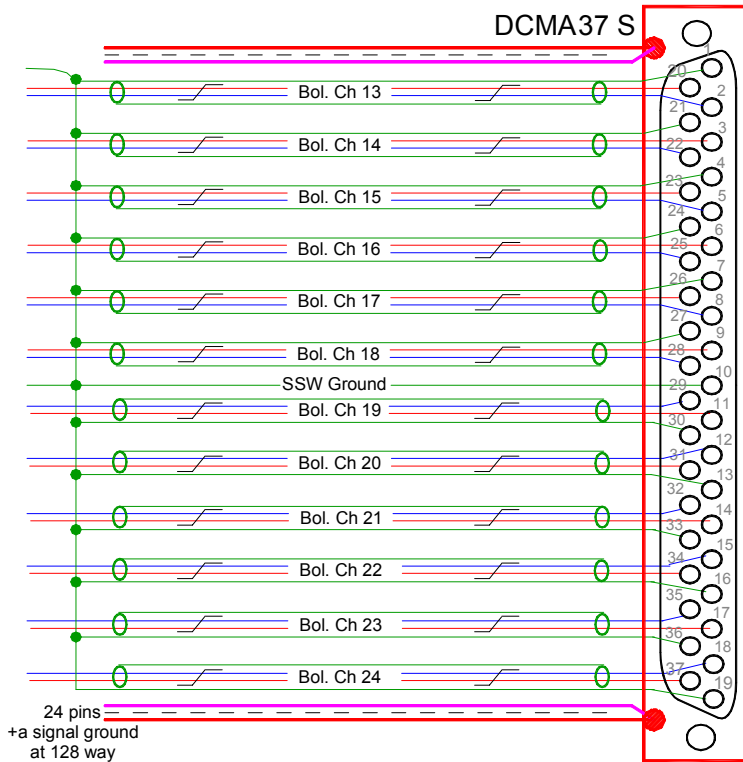 DCMA37 S
1
20
Bol. Ch 13
2
21
3
Bol. Ch 14
22
4
23
Bol. Ch 15
5
24
6
Bol. Ch 16
25
7
26
Bol. Ch 17
8
27
9
Bol. Ch 18
28
10
SSW Ground
29
11
Bol. Ch 19
30
12
Bol. Ch 20
31
13
32
Bol. Ch 21
14
33
15
Bol. Ch 22
34
16
35
Bol. Ch 23
17
36
18
Bol. Ch 24
37
19
24 pins
+a signal ground
at 128 way